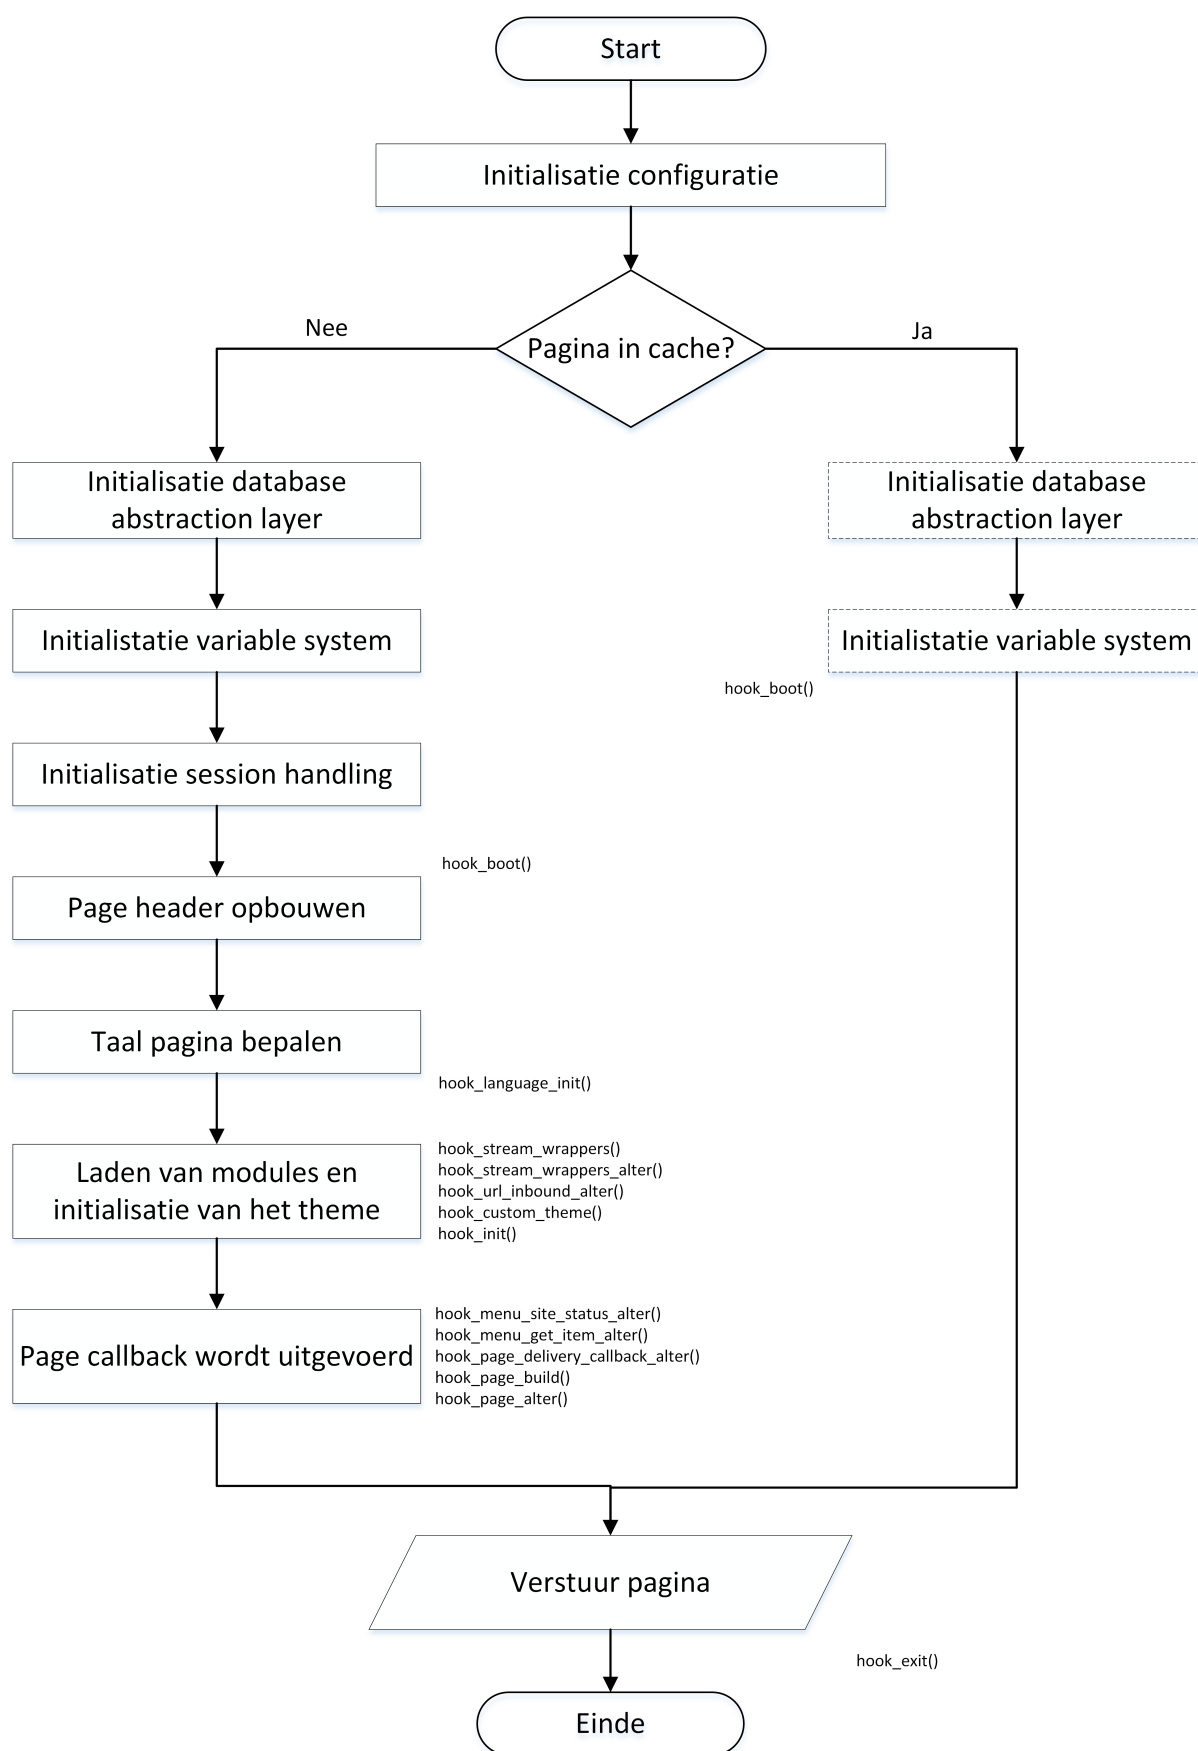 Start
Initialisatie configuratie
Pagina in cache?
Nee
Ja
Initialisatie database
abstraction layer
Initialistatie variable system
Initialisatie session handling
hook_boot()
Page header opbouwen
Taal pagina bepalen
hook_language_init()
Laden van modules en
initialisatie van het theme
hook_stream_wrappers()
hook_stream_wrappers_alter()
hook_url_inbound_alter()
hook_custom_theme()
hook_init()
Page callback wordt uitgevoerd
hook_menu_site_status_alter()
hook_menu_get_item_alter()
hook_page_delivery_callback_alter()
hook_page_build()
hook_page_alter()
Initialisatie database
abstraction layer
Initialistatie variable system
hook_boot()
Verstuur pagina
hook_exit()
Einde